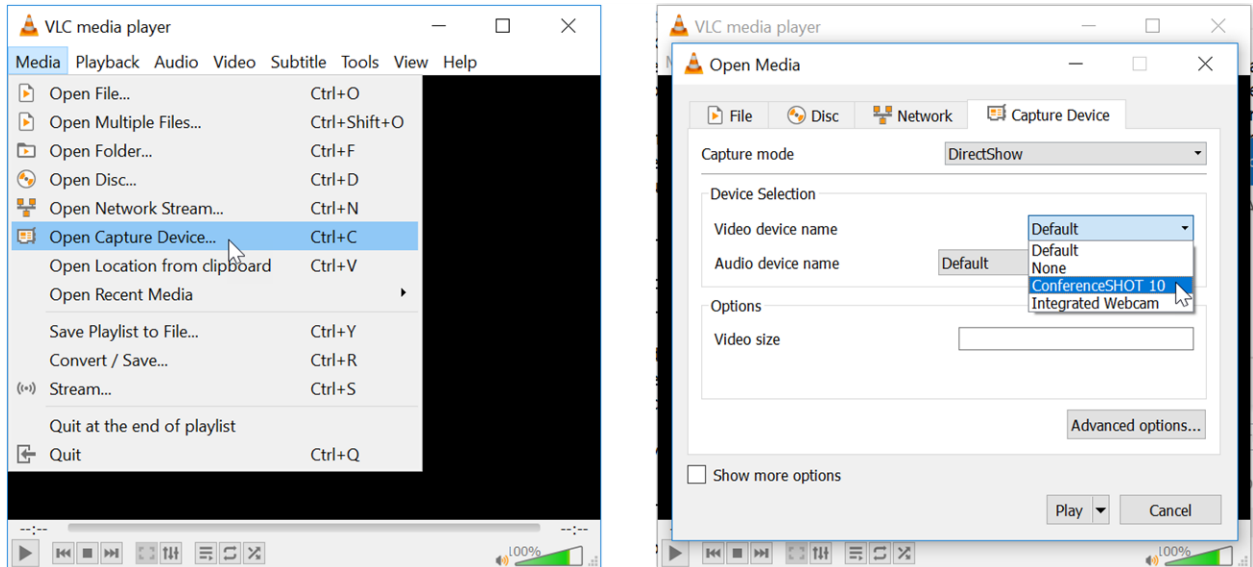 VLC media player
Media Playback Audio Video Subtitle Tools View Help
Open File... Ctrl+O
Open Multiple Files... Ctrl+Shift+O
Open Folder... Ctrl+F
Open Disc... Ctrl+D
Open Network Stream... Ctrl+N
Open Capture Device... Ctrl+C
Open Location from clipboard Ctrl+V
Open Recent Media
Save Playlist to File... Ctrl+Y
Convert / Save... Ctrl+R
Stream... Ctrl+S
Quit at the end of playlist
Quit Ctrl+Q
--:-- --:--
100%
VLC media player
Open Media
File Disc Network Capture Device
Capture mode DirectShow
Device Selection
Video device name Default
Default
None
Audio device name Default
ConferenceSHOT 10
Integrated Webcam
Options
Video size
Advanced options...
Show more options
Play Cancel
100%